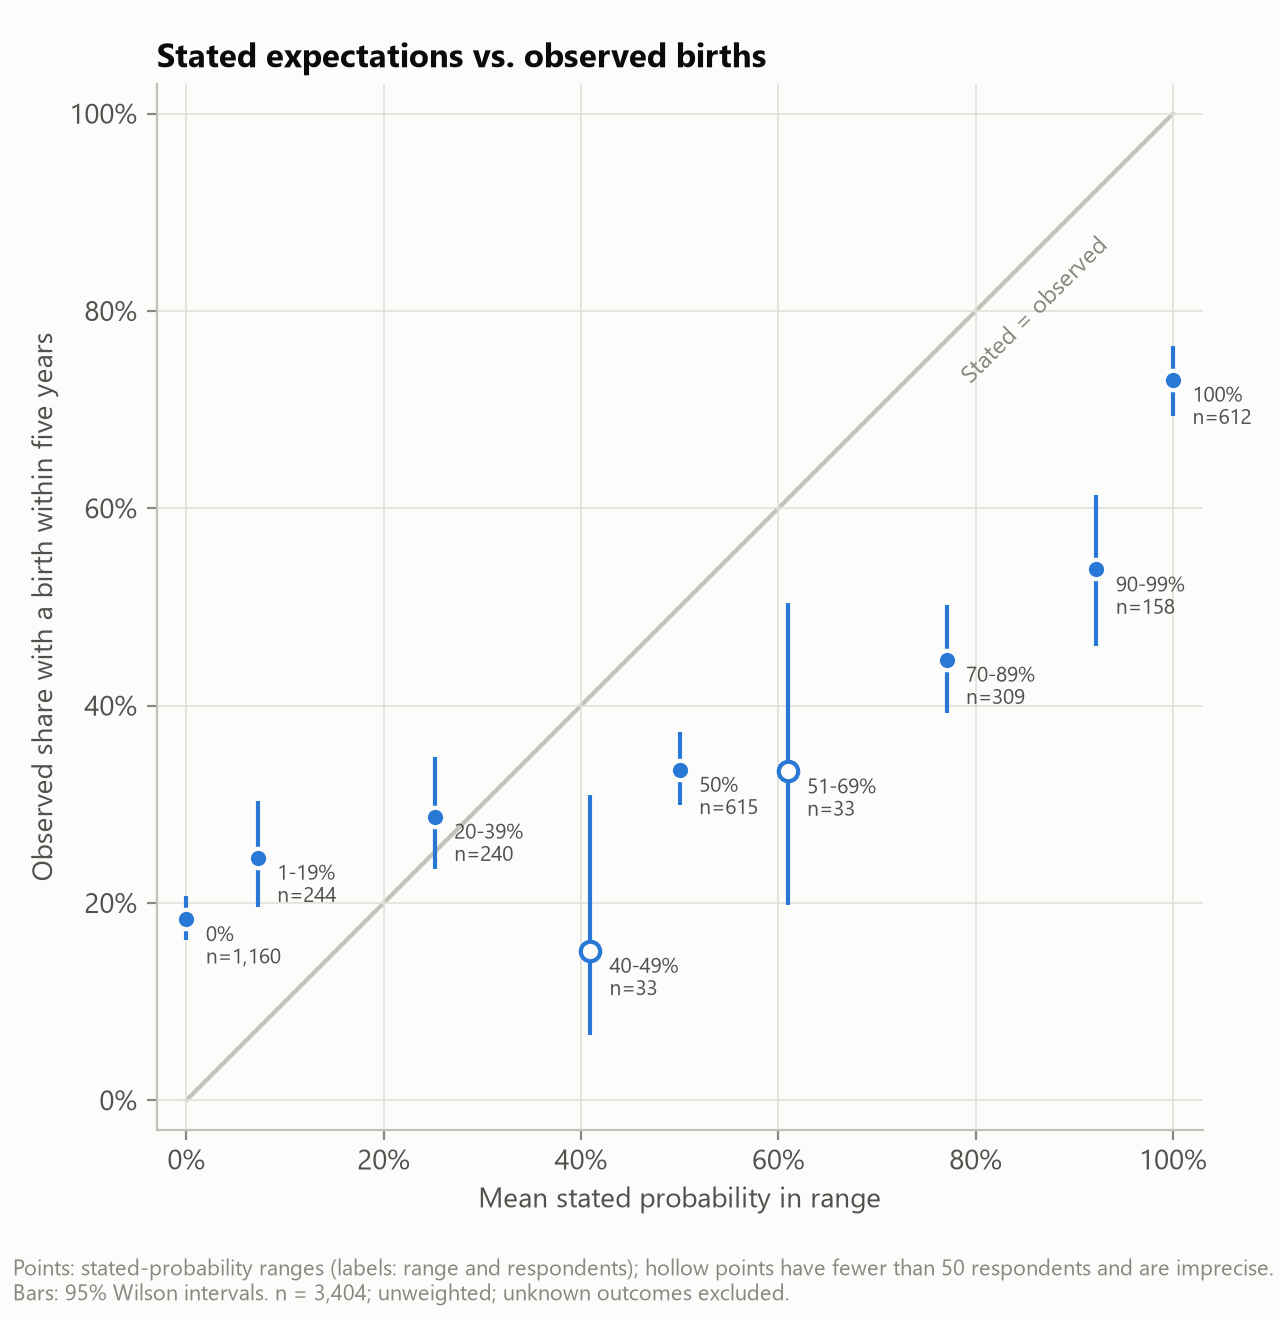 Stated expectations vs. observed births
100%
80%
60%
40%
20%
0%
Observed share with a birth within five years
Stated = observed
100%
n=612
90-99%
n=158
70-89%
n=309
50%
n=615
51-69%
n=33
20-39%
n=240
1-19%
n=244
0%
n=1,160
40-49%
n=33
0%
20%
40%
60%
80%
100%
Mean stated probability in range
Points: stated-probability ranges (labels: range and respondents); hollow points have fewer than 50 respondents and are imprecise.
Bars: 95% Wilson intervals. n = 3,404; unweighted; unknown outcomes excluded.